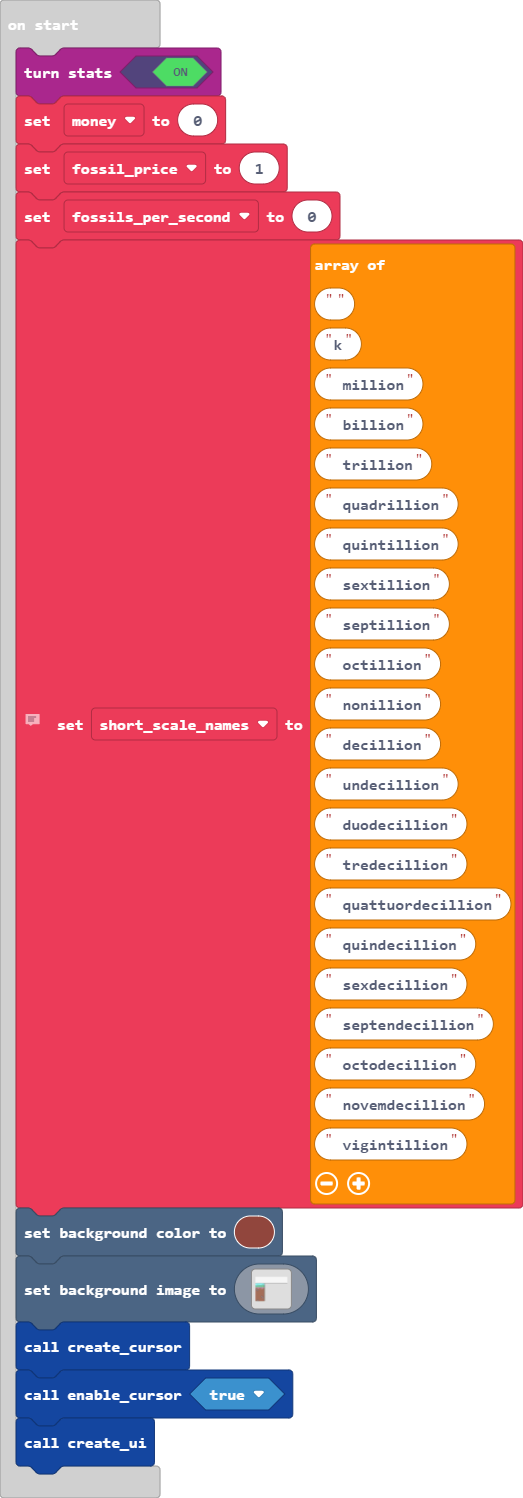 on start
turn stats ON
set money to 0
set fossil_price to 1
set fossils_per_second to 0
array of
" "
"k"
" million"
" billion"
" trillion"
" quadrillion"
" quintillion"
" sextillion"
" septillion"
" octillion"
" nonillion"
set short_scale_names to
" decillion"
" undecillion"
" duodecillion"
" tredecillion"
" quattuordecillion"
" quindecillion"
" sexdecillion"
" septendecillion"
" octodecillion"
" novemdecillion"
" vigintillion"
set background color to
set background image to
call create_cursor
call enable_cursor true
call create_ui